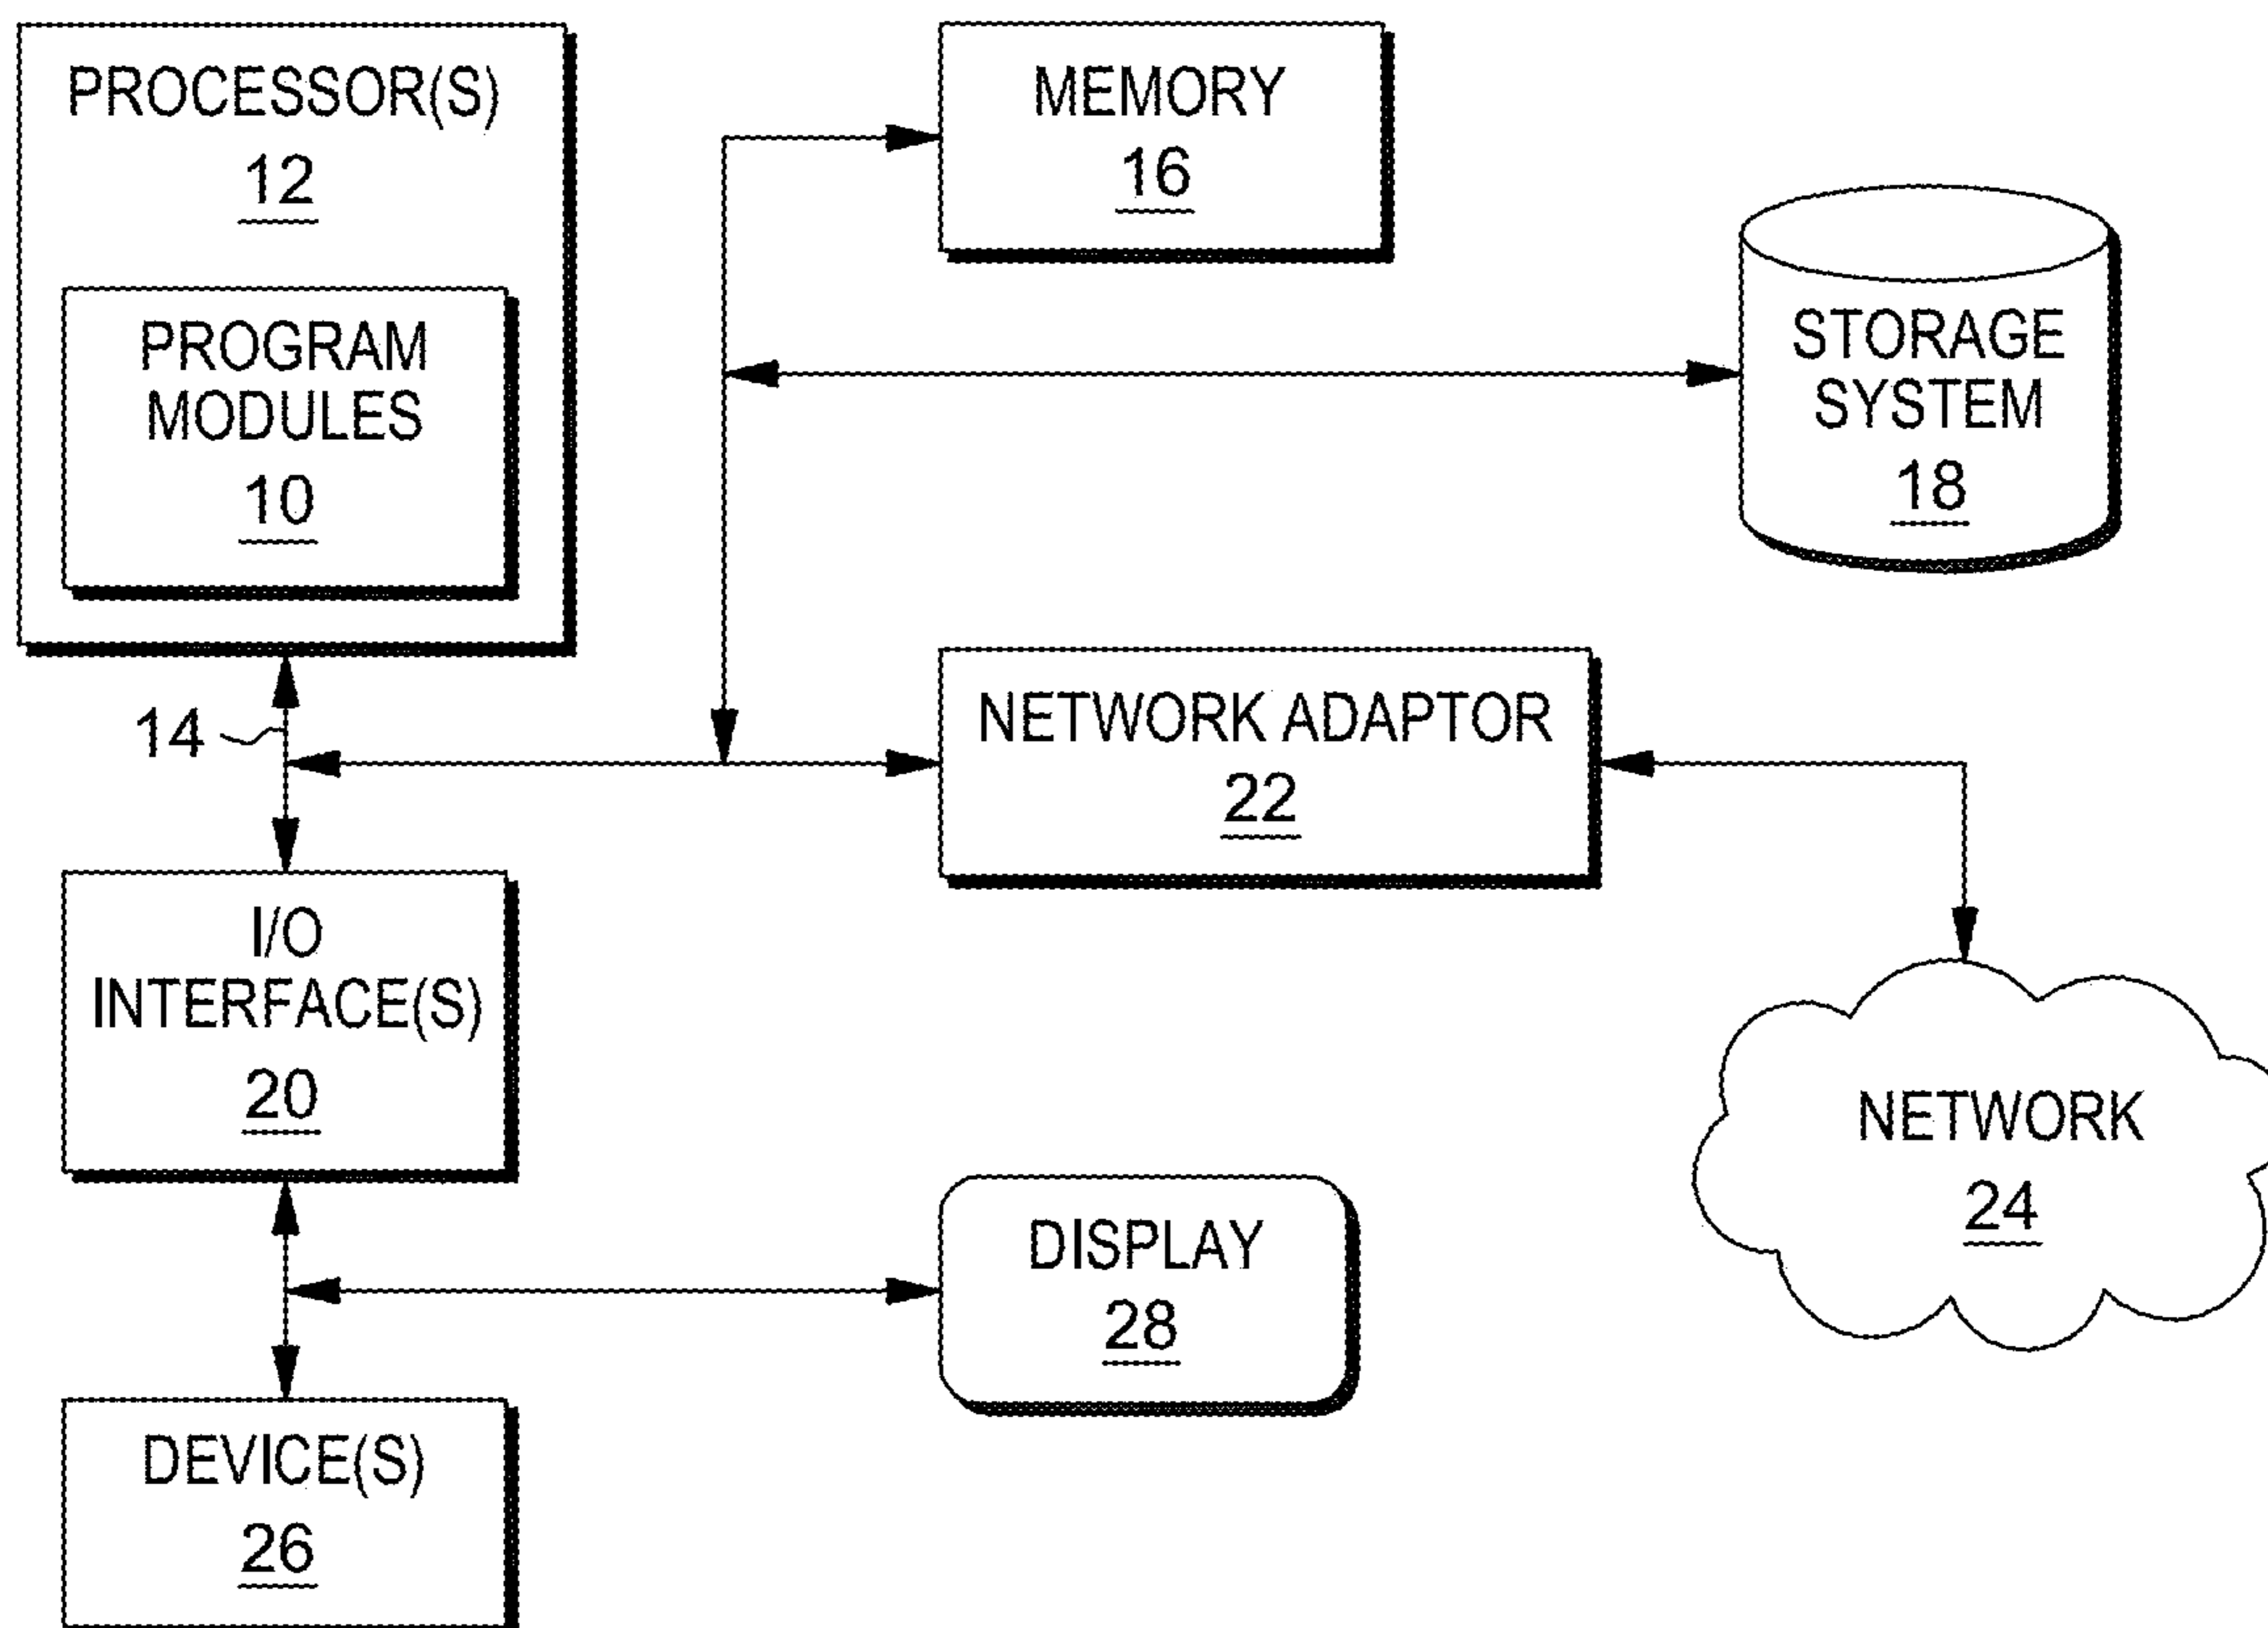 PROCESSOR(S)
12
PROGRAM
MODULES
10
MEMORY
16
STORAGE
SYSTEM
18
14
NETWORK ADAPTOR
22
I/O
INTERFACE(S)
20
NETWORK
24
DISPLAY
28
DEVICE(S)
26